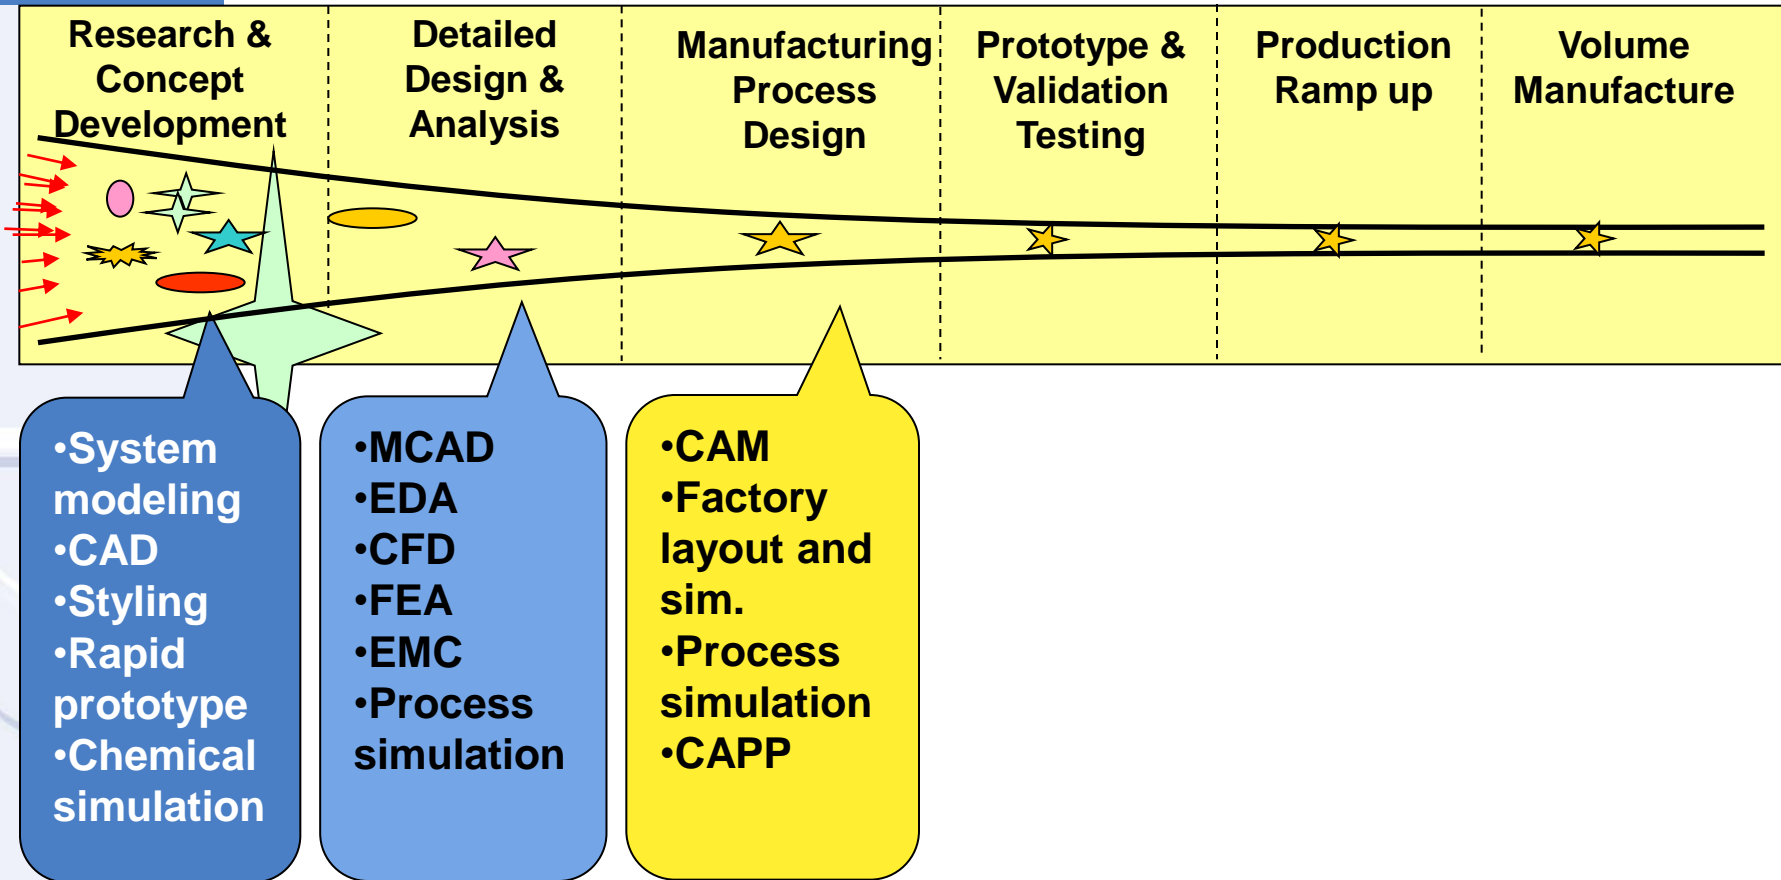 Research &
Concept
Development
Detailed
Design &
Analysis
Manufacturing
Process
Design
Prototype &
Validation
Testing
Production
Ramp up
Volume
Manufacture
•System
modeling
•CAD
•Styling
•Rapid
prototype
•Chemical
simulation
•MCAD
•EDA
•CFD
•FEA
•EMC
•Process
simulation
•CAM
•Factory
layout and
sim.
•Process
simulation
•CAPP